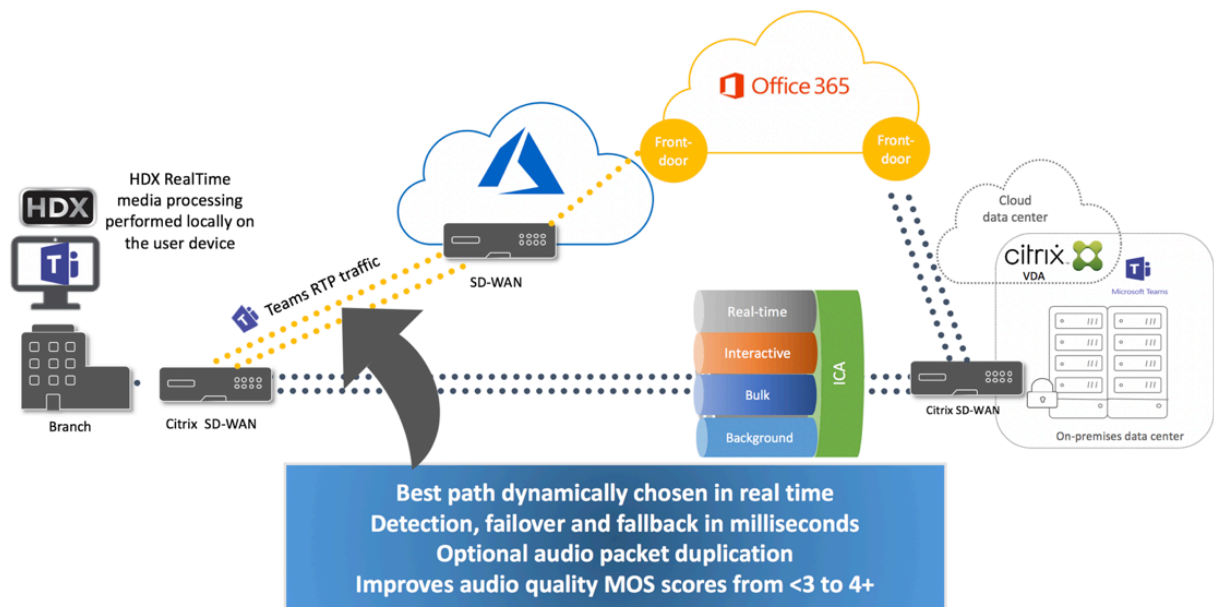 Office 365
Front-
door
Front-
door
HDX
HDX RealTime
media processing
performed locally on
the user device
Cloud
data center
citrix
VDA
Microsoft Teams
SD-WAN
Teams RTP traffic
Real-time
Interactive
Bulk
Background
ICA
Branch
Citrix SD-WAN
Citrix SD-WAN
On-premises data center
Best path dynamically chosen in real time
Detection, failover and fallback in milliseconds
Optional audio packet duplication
Improves audio quality MOS scores from <3 to 4+